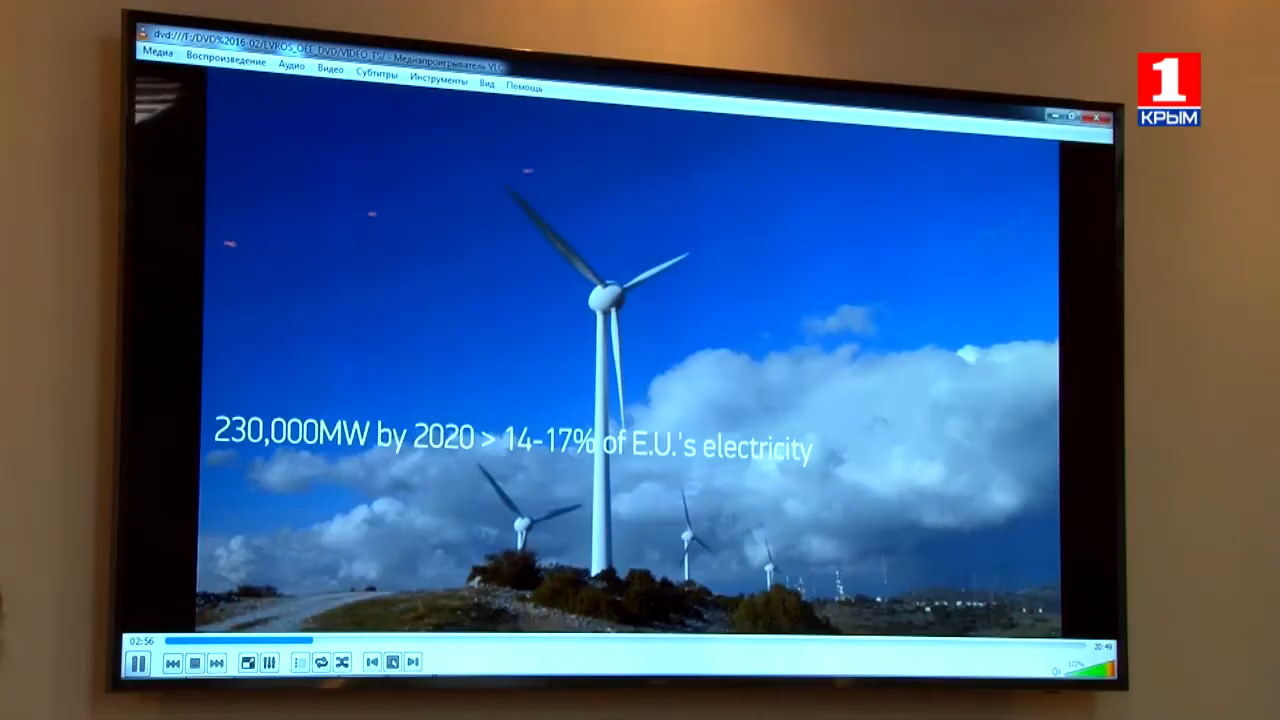 dvd:///F:/DVD%2016-02/EVROS_OEE_DVD/VIDEO_TS/ - Медиапроигрыватель VLC
Медиа Воспроизведение Аудио Видео Субтитры Инструменты Вид Помощь
1
КРЫМ
230,000MW by 2020 > 14-17% of E.U.'s electricity
02:56
20:49
122%